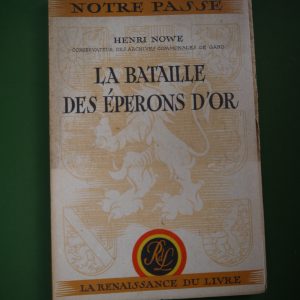 NOTRE PASSÉ
HENRI NOWE
CONSERVATEUR DES ARCHIVES COMMUNALES DE GAND
LA BATAILLE
DES ÉPERONS D'OR
RL
LA RENAISSANCE DU LIVRE